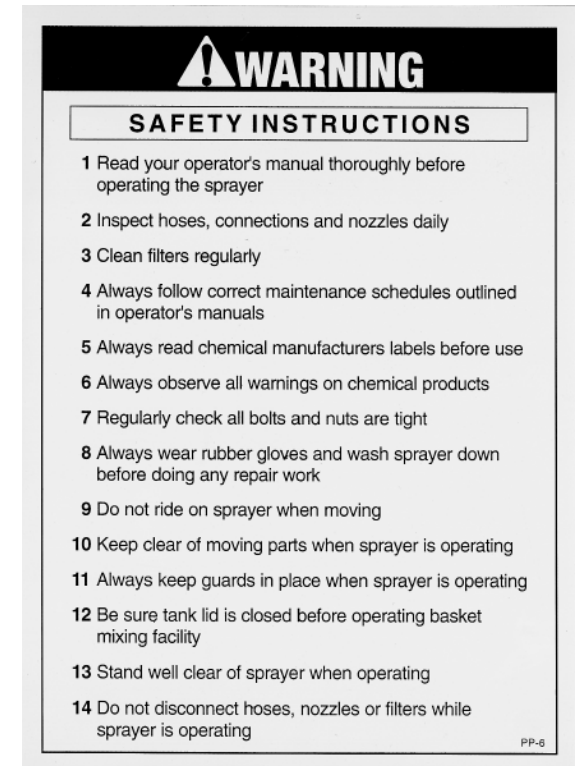 WARNING
SAFETY INSTRUCTIONS
1 Read your operator's manual thoroughly before
operating the sprayer
2 Inspect hoses, connections and nozzles daily
3 Clean filters regularly
4 Always follow correct maintenance schedules outlined
in operator's manuals
5 Always read chemical manufacturers labels before use
6 Always observe all warnings on chemical products
7 Regularly check all bolts and nuts are tight
8 Always wear rubber gloves and wash sprayer down
before doing any repair work
9 Do not ride on sprayer when moving
10 Keep clear of moving parts when sprayer is operating
11 Always keep guards in place when sprayer is operating
12 Be sure tank lid is closed before operating basket
mixing facility
13 Stand well clear of sprayer when operating
14 Do not disconnect hoses, nozzles or filters while
sprayer is operating
PP-6